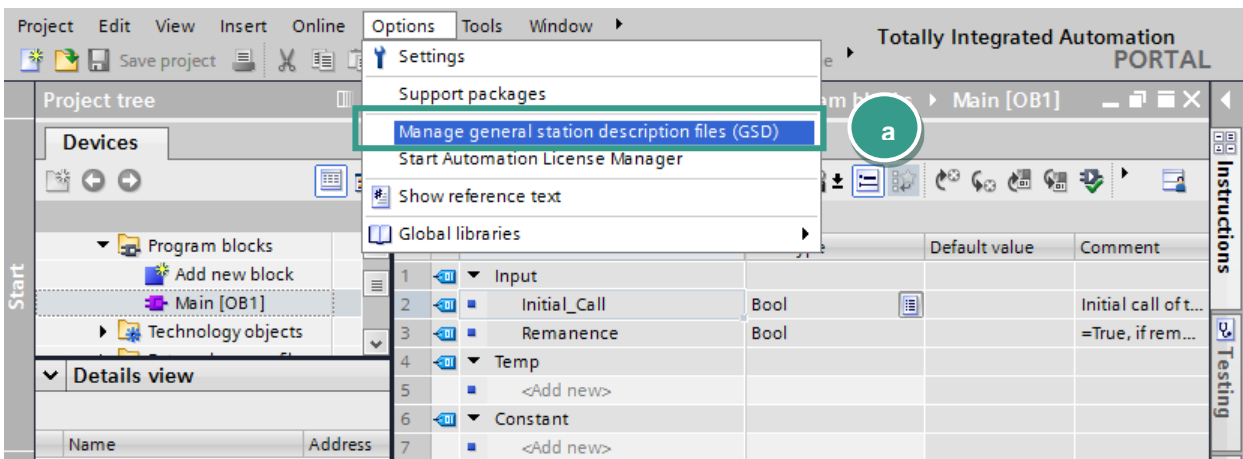 Project Edit View Insert Online Options Tools Window
Totally Integrated Automation
PORTAL
Save project
Settings
Support packages
Manage general station description files (GSD)
a
Start Automation License Manager
Show reference text
Global libraries
Project tree
Main [OB1]
Devices
Program blocks
Add new block
Main [OB1]
Technology objects
Details view
Name Address
Default value Comment
1 Input
2 Initial_Call Bool Initial call of t...
3 Remanence Bool =True, if rem...
4 Temp
5 <Add new>
6 Constant
7 <Add new>
Start
Instructions
Testing